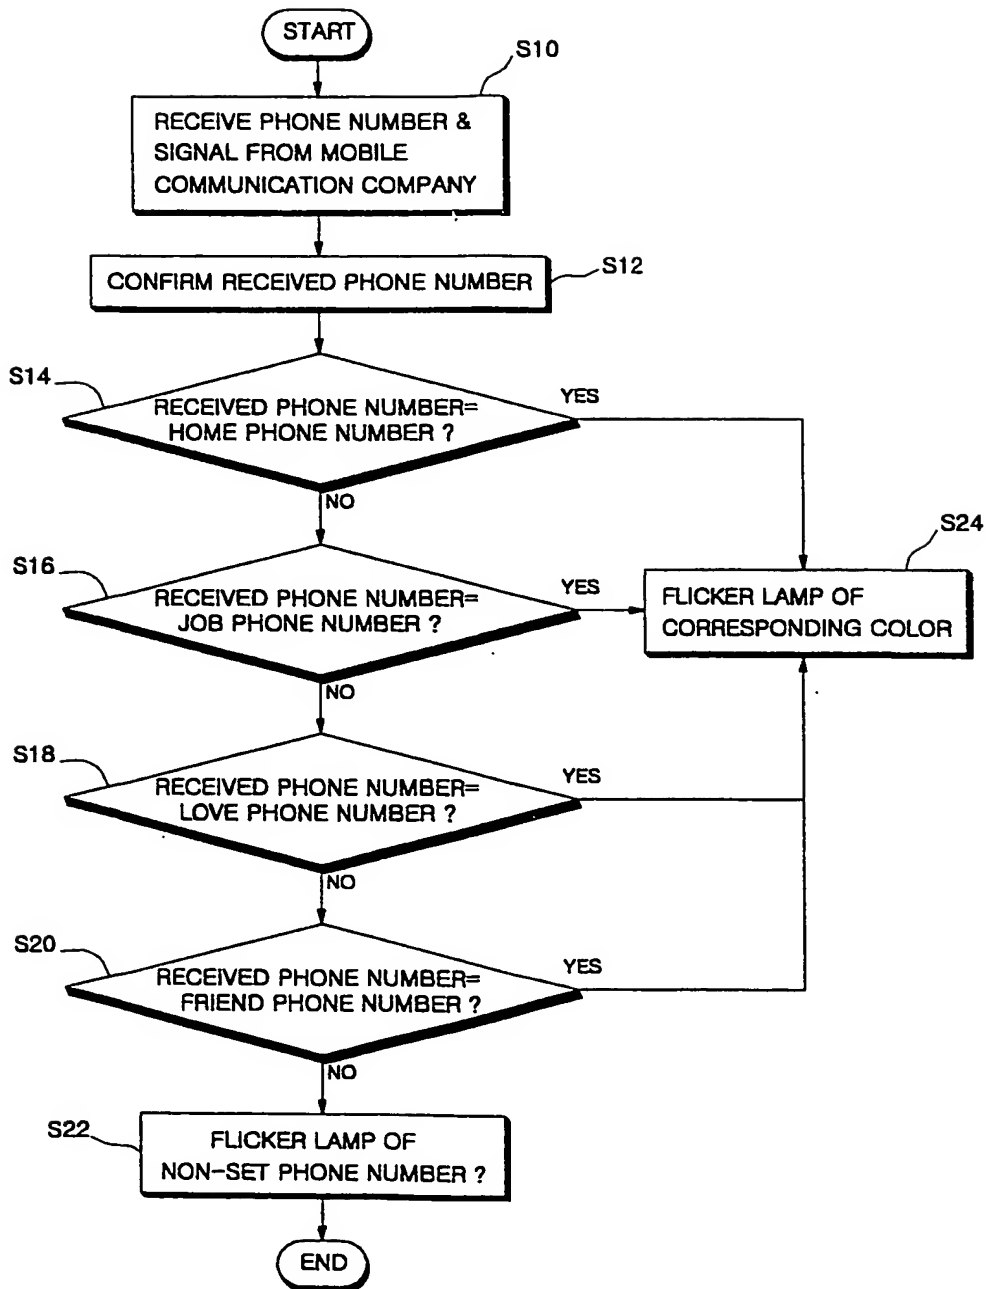 START
S10
RECEIVE PHONE NUMBER &
SIGNAL FROM MOBILE
COMMUNICATION COMPANY
CONFIRM RECEIVED PHONE NUMBER
S12
S14
RECEIVED PHONE NUMBER=
HOME PHONE NUMBER ?
YES
NO
S16
RECEIVED PHONE NUMBER=
JOB PHONE NUMBER ?
YES
S24
FLICKER LAMP OF
CORRESPONDING COLOR
NO
S18
RECEIVED PHONE NUMBER=
LOVE PHONE NUMBER ?
YES
NO
S20
RECEIVED PHONE NUMBER=
FRIEND PHONE NUMBER ?
YES
NO
S22
FLICKER LAMP OF
NON-SET PHONE NUMBER ?
END